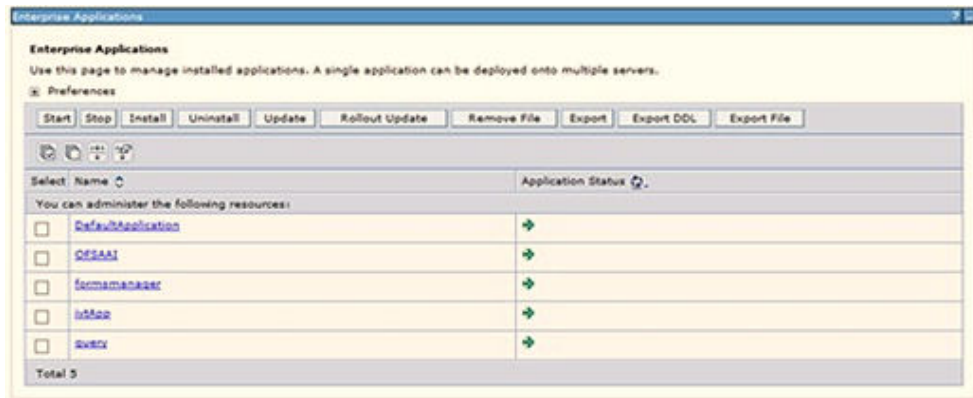 Enterprise Applications
Enterprise Applications
Use this page to manage installed applications. A single application can be deployed onto multiple servers.
Preferences
Start Stop Install Uninstall Update Rollout Update Remove File Export Export DDL Export File
Select Name Application Status
You can administer the following resources:
DefaultApplication
OFSAAI
formsmanager
ivtApp
query
Total 5